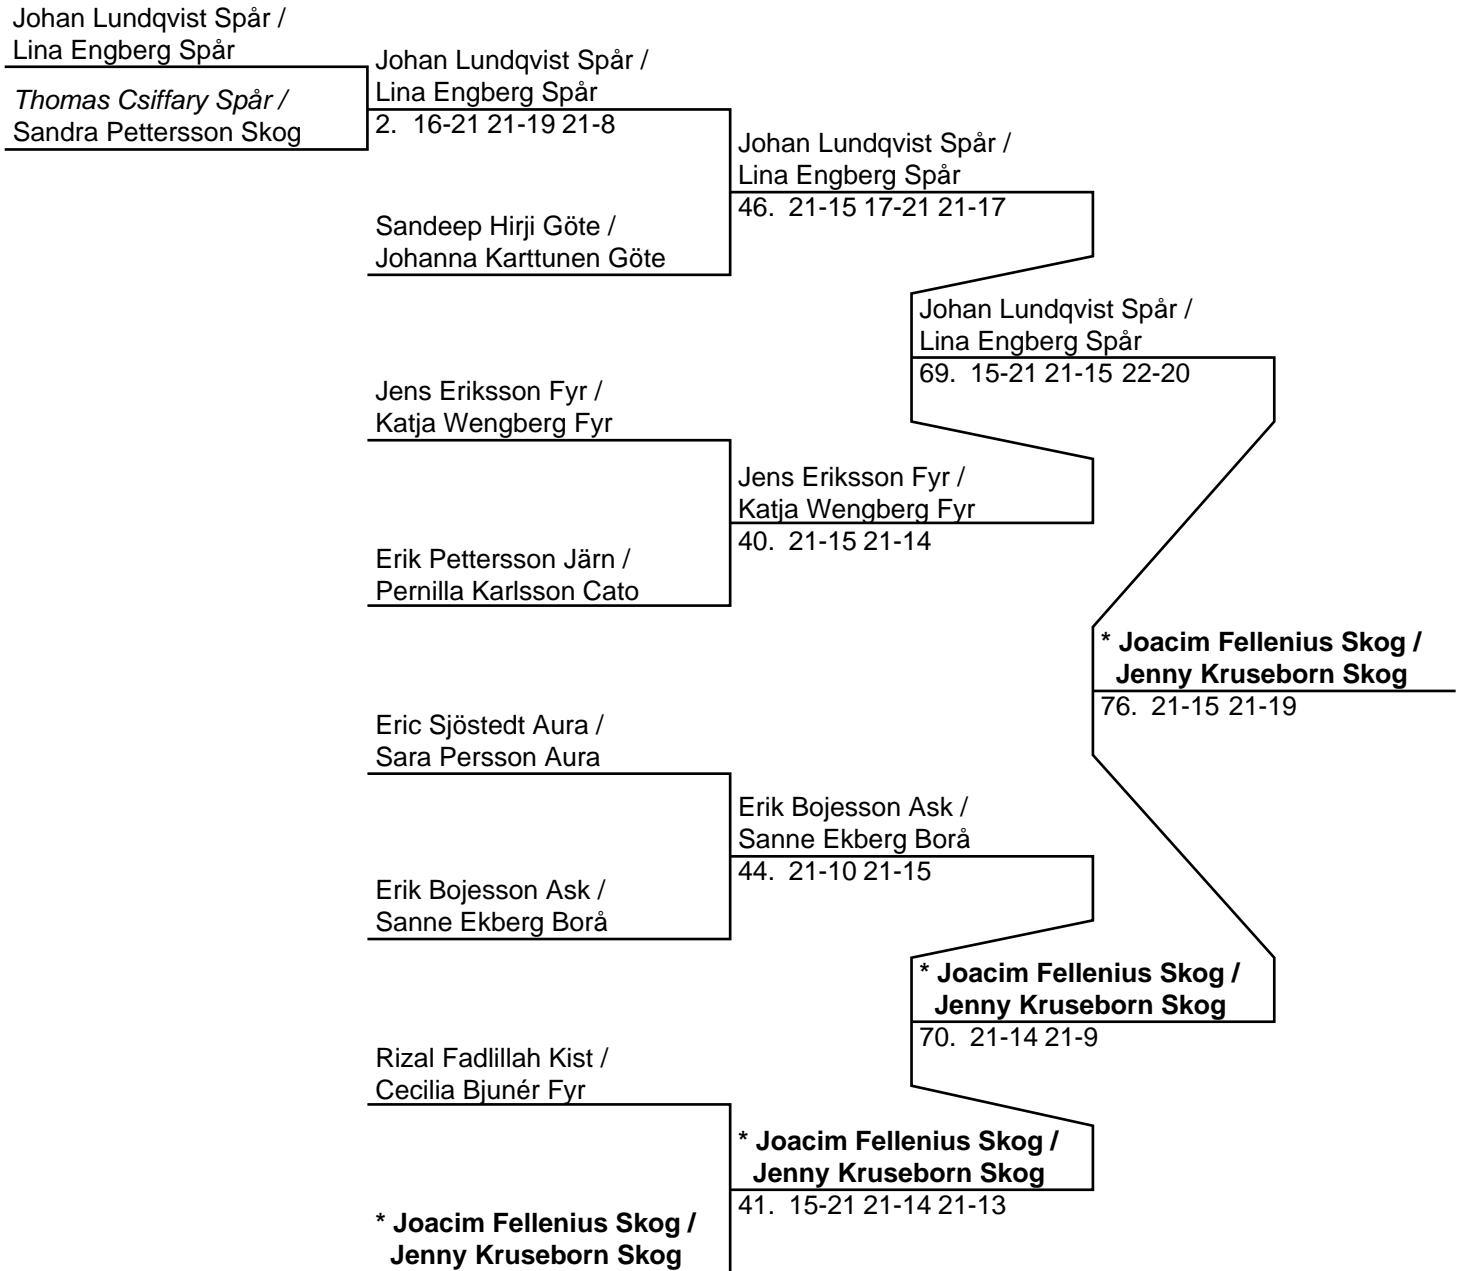 Johan Lundqvist Spår /
Lina Engberg Spår
Thomas Csiffary Spår /
Sandra Pettersson Skog
Johan Lundqvist Spår /
Lina Engberg Spår
2. 16-21 21-19 21-8
Sandeep Hirji Göte /
Johanna Karttunen Göte
Jens Eriksson Fyr /
Katja Wengberg Fyr
Erik Pettersson Järn /
Pernilla Karlsson Cato
Eric Sjöstedt Aura /
Sara Persson Aura
Erik Bojesson Ask /
Sanne Ekberg Borå
Rizal Fadlillah Kist /
Cecilia Bjunér Fyr
* Joacim Fellenius Skog /
Jenny Kruseborn Skog
Johan Lundqvist Spår /
Lina Engberg Spår
46. 21-15 17-21 21-17
Jens Eriksson Fyr /
Katja Wengberg Fyr
40. 21-15 21-14
Erik Bojesson Ask /
Sanne Ekberg Borå
44. 21-10 21-15
* Joacim Fellenius Skog /
Jenny Kruseborn Skog
41. 15-21 21-14 21-13
Johan Lundqvist Spår /
Lina Engberg Spår
69. 15-21 21-15 22-20
* Joacim Fellenius Skog /
Jenny Kruseborn Skog
70. 21-14 21-9
* Joacim Fellenius Skog /
Jenny Kruseborn Skog
76. 21-15 21-19